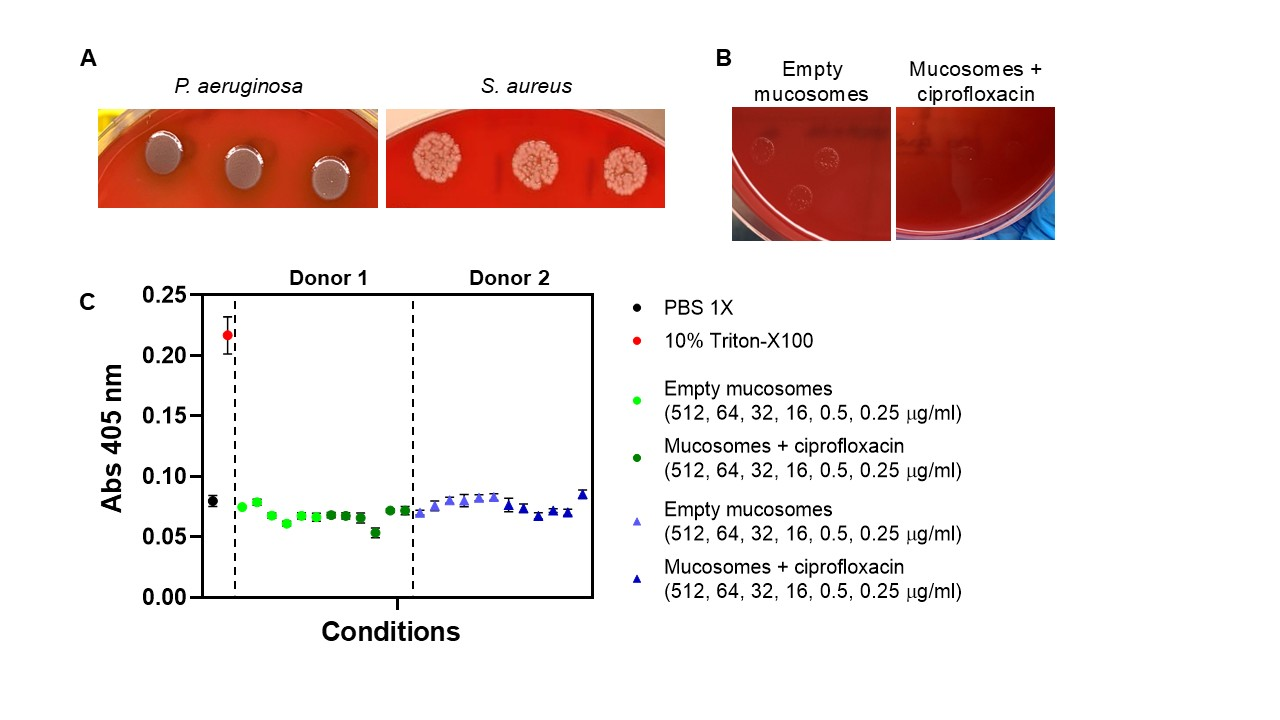 A
P. aeruginosa
S. aureus
B
Empty
mucosomes
Mucosomes +
ciprofloxacin
C
Donor 1
Donor 2
0.25
0.20
0.15
0.10
0.05
0.00
Abs 405 nm
Conditions
PBS 1X
10% Triton-X100
Empty mucosomes
(512, 64, 32, 16, 0.5, 0.25 μg/ml)
Mucosomes + ciprofloxacin
(512, 64, 32, 16, 0.5, 0.25 μg/ml)
Empty mucosomes
(512, 64, 32, 16, 0.5, 0.25 μg/ml)
Mucosomes + ciprofloxacin
(512, 64, 32, 16, 0.5, 0.25 μg/ml)